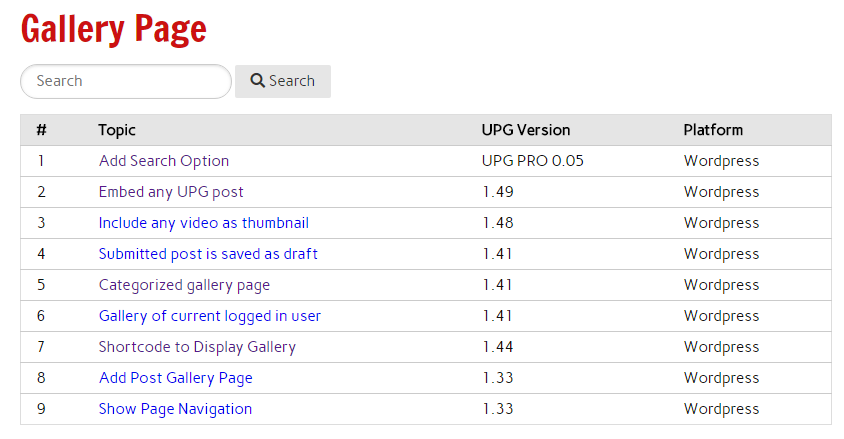 Gallery Page
Search Search
# Topic UPG Version Platform
1 Add Search Option UPG PRO 0.05 Wordpress
2 Embed any UPG post 1.49 Wordpress
3 Include any video as thumbnail 1.48 Wordpress
4 Submitted post is saved as draft 1.41 Wordpress
5 Categorized gallery page 1.41 Wordpress
6 Gallery of current logged in user 1.41 Wordpress
7 Shortcode to Display Gallery 1.44 Wordpress
8 Add Post Gallery Page 1.33 Wordpress
9 Show Page Navigation 1.33 Wordpress